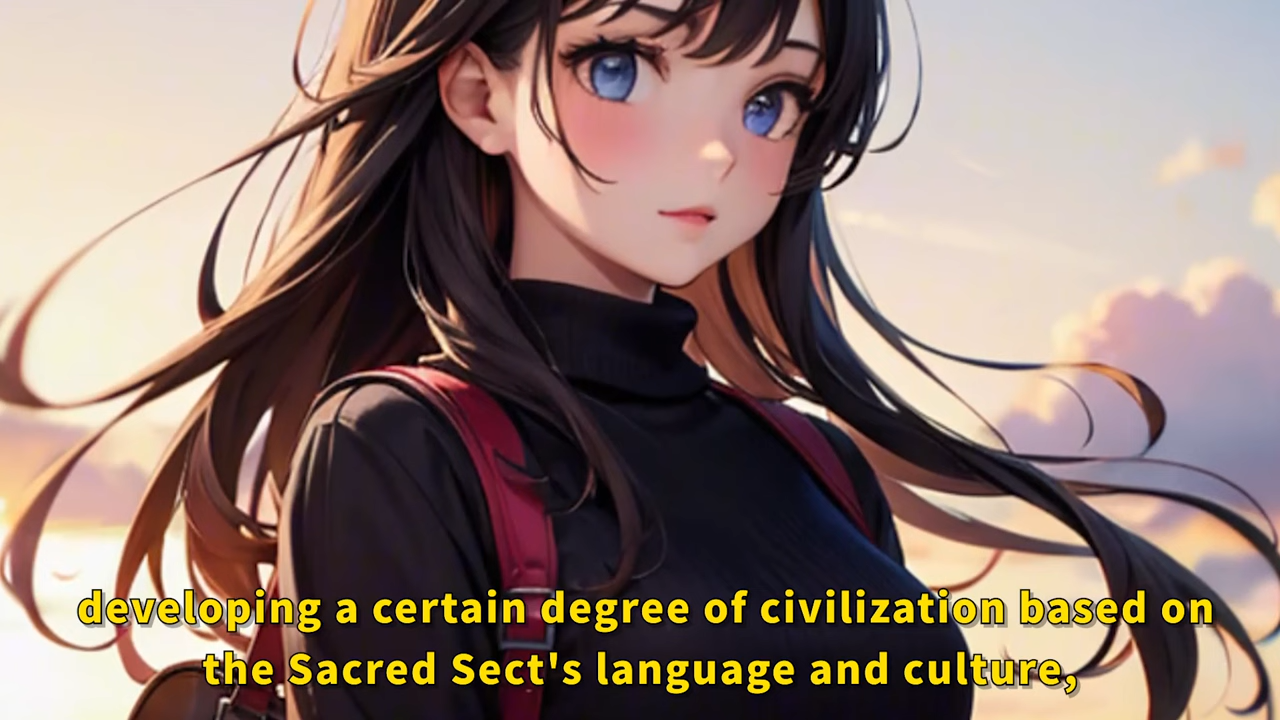 developing a certain degree of civilization based on
the Sacred Sect's language and culture,